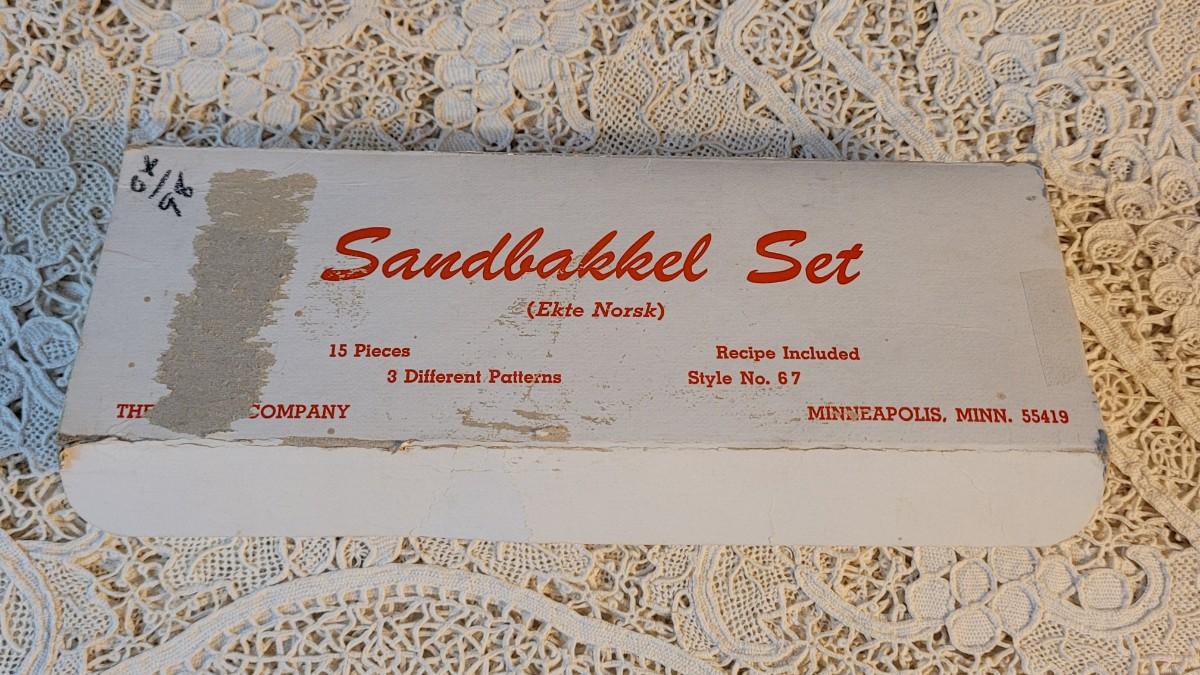 Sandbakkel Set
(Ekte Norsk)
15 Pieces
Recipe Included
3 Different Patterns
Style No. 67
THE COMPANY
MINNEAPOLIS, MINN. 55419